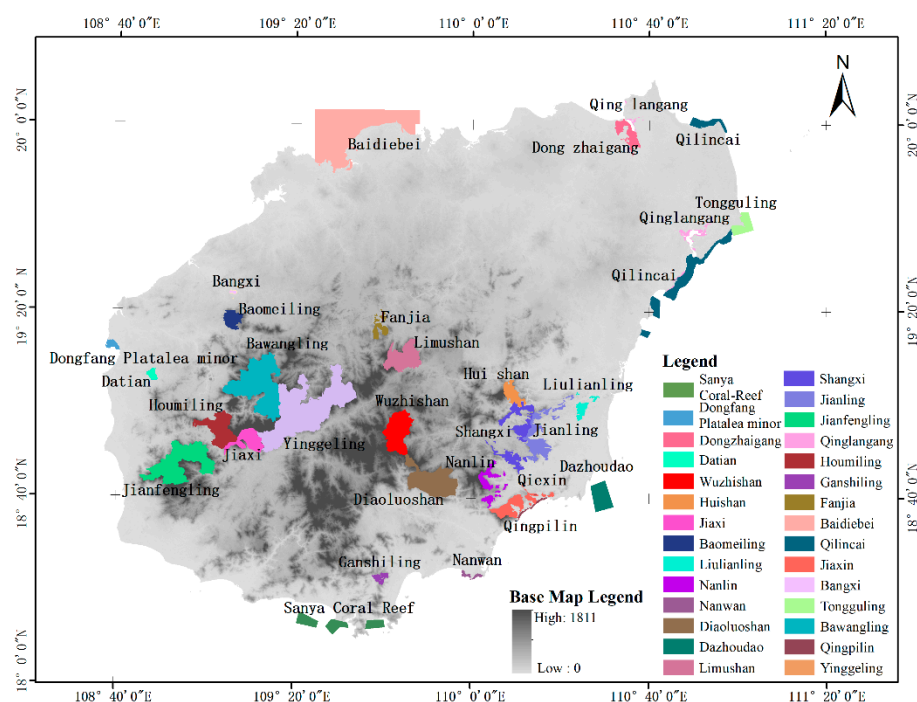 108° 40′ 0″E
109° 20′ 0″E
110° 0′ 0″E
110° 40′ 0″E
111° 20′ 0″E
N
20° 0′ 0″N
20° 0′ 0″N
Qing langang
Baidiebei
Dong zhaigang
Qilincai
Tongguling
Qinglangang
Qilincai
Bangxi
19° 20′ 0″N
19° 20′ 0″N
Baomeiling
Fanjia
Limushan
Dongfang Platalea minor
Bawangling
Datian
Hui shan
Liulianling
Houmiling
Wuzhishan
Shangxi
Jianling
Jiaxi
Yinggeling
Nanlin
Dazhoudao
Jianfengling
Diaoluoshan
Qiexin
18° 40′ 0″N
18° 40′ 0″N
Qingpilin
Ganshiling
Nanwan
Sanya Coral Reef
18° 0′ 0″N
18° 0′ 0″N
Base Map Legend
High: 1811
Low : 0
Legend
Sanya
Coral-Reef
Dongfang
Platalea minor
Dongzhaigang
Datian
Wuzhishan
Huishan
Jiaxi
Baomeiling
Liulianling
Nanlin
Nanwan
Diaoluoshan
Dazhoudao
Limushan
Shangxi
Jianling
Jianfengling
Qinglangang
Houmiling
Ganshiling
Fanjia
Baidiebei
Qilincai
Jiaxin
Bangxi
Tongguling
Bawangling
Qingpilin
Yinggeling
108° 40′ 0″E
109° 20′ 0″E
110° 0′ 0″E
110° 40′ 0″E
111° 20′ 0″E